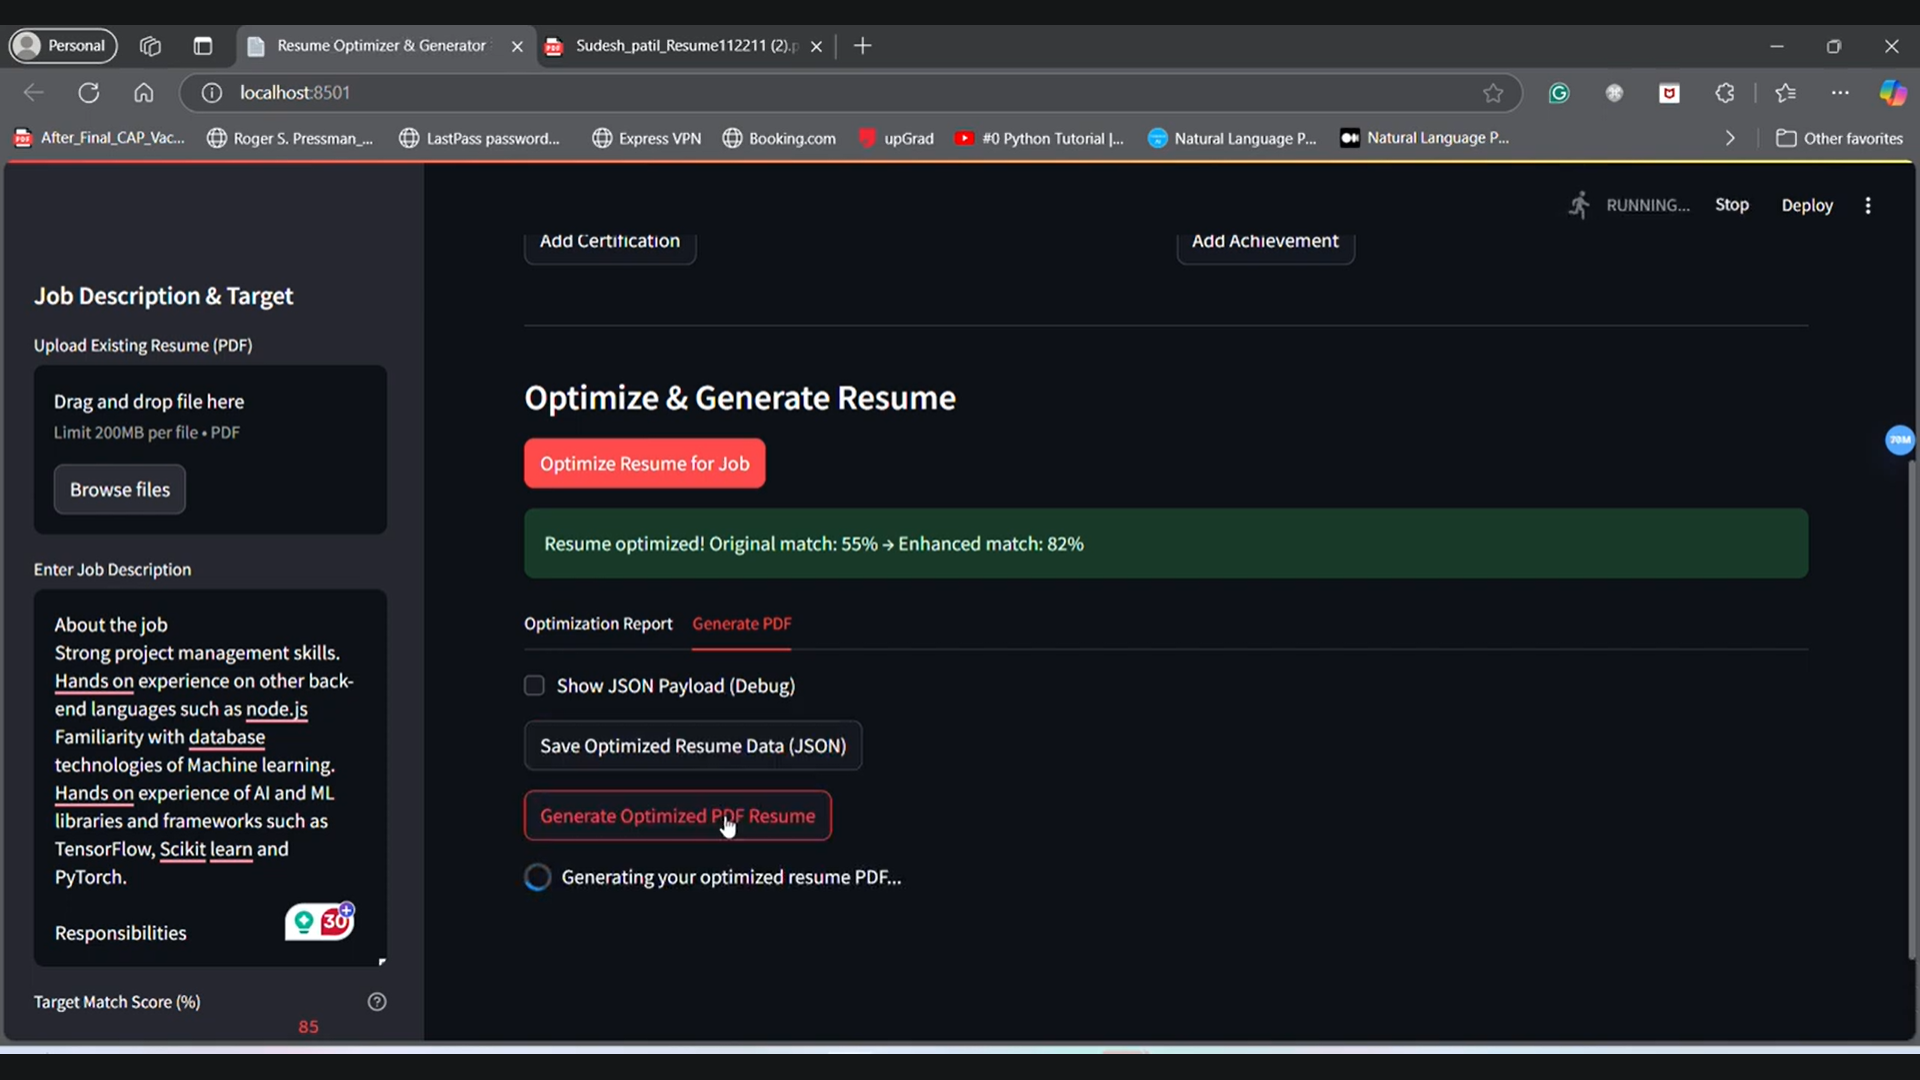 Personal
Resume Optimizer & Generator
Sudesh_patil_Resume112211 (2).p
localhost:8501
After_Final_CAP_Vac...
Roger S. Pressman_...
LastPass password...
Express VPN
Booking.com
upGrad
#0 Python Tutorial |...
Natural Language P...
Natural Language P...
Other favorites
RUNNING...
Stop
Deploy
Add Certification
Add Achievement
Job Description & Target
Upload Existing Resume (PDF)
Drag and drop file here
Limit 200MB per file • PDF
Browse files
Enter Job Description
About the job
Strong project management skills.
Hands on experience on other back-
end languages such as node.js
Familiarity with database
technologies of Machine learning.
Hands on experience of AI and ML
libraries and frameworks such as
TensorFlow, Scikit learn and
PyTorch.
Responsibilities
30
Target Match Score (%)
85
Optimize & Generate Resume
Optimize Resume for Job
Resume optimized! Original match: 55% → Enhanced match: 82%
Optimization Report
Generate PDF
Show JSON Payload (Debug)
Save Optimized Resume Data (JSON)
Generate Optimized PDF Resume
Generating your optimized resume PDF...